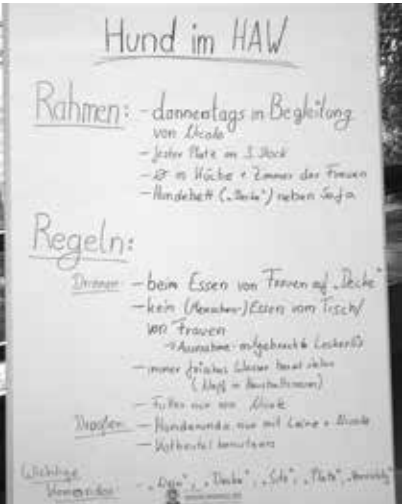 Hund im HAW
Rahmen: - donnerstags in Begleitung
von Nicole
- fester Platz im 3. Stock
- in Küche + Zimmer der Frauen
- Hundebett ("Decke") neben Sofa
Regeln:
Drinnen - beim Essen von Frauen auf "Decke"
- kein (Menschen-) Essen vom Tisch/
von Frauen
→ Ausnahme: mitgebrachte Leckerlis
- immer frisches Wasser bereit stellen
- Futter nur von Nicole
Draußen - Hunderunde nur mit Leine + Nicole
- Kotbeutel benutzen
Wichtige
Kommandos: - "Decke", "Sitz", "Platz",